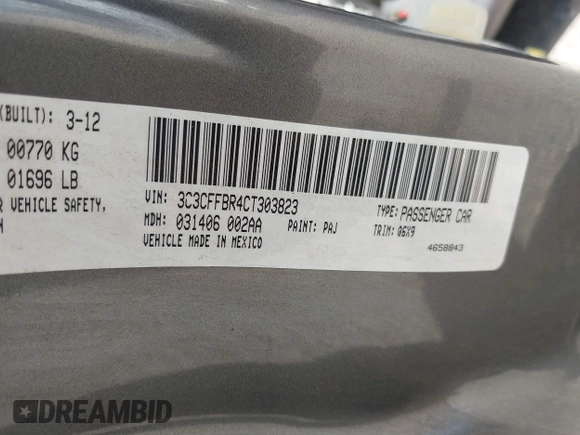 (BUILT): 3-12
00770 KG
01696 LB
VEHICLE SAFETY,
VIN: 3C3CFFBR4CT303823
TYPE: PASSENGER CAR
MDH: 031406 002AA PAINT: PAJ TRIM: 06X9
VEHICLE MADE IN MEXICO
4658843
DREAMBID